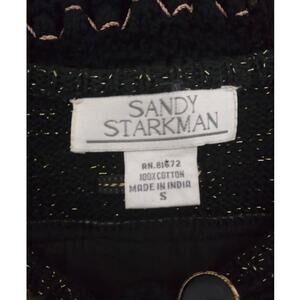 SANDY
STARKMAN
RN.81672
100%COTTON
MADE IN INDIA
S